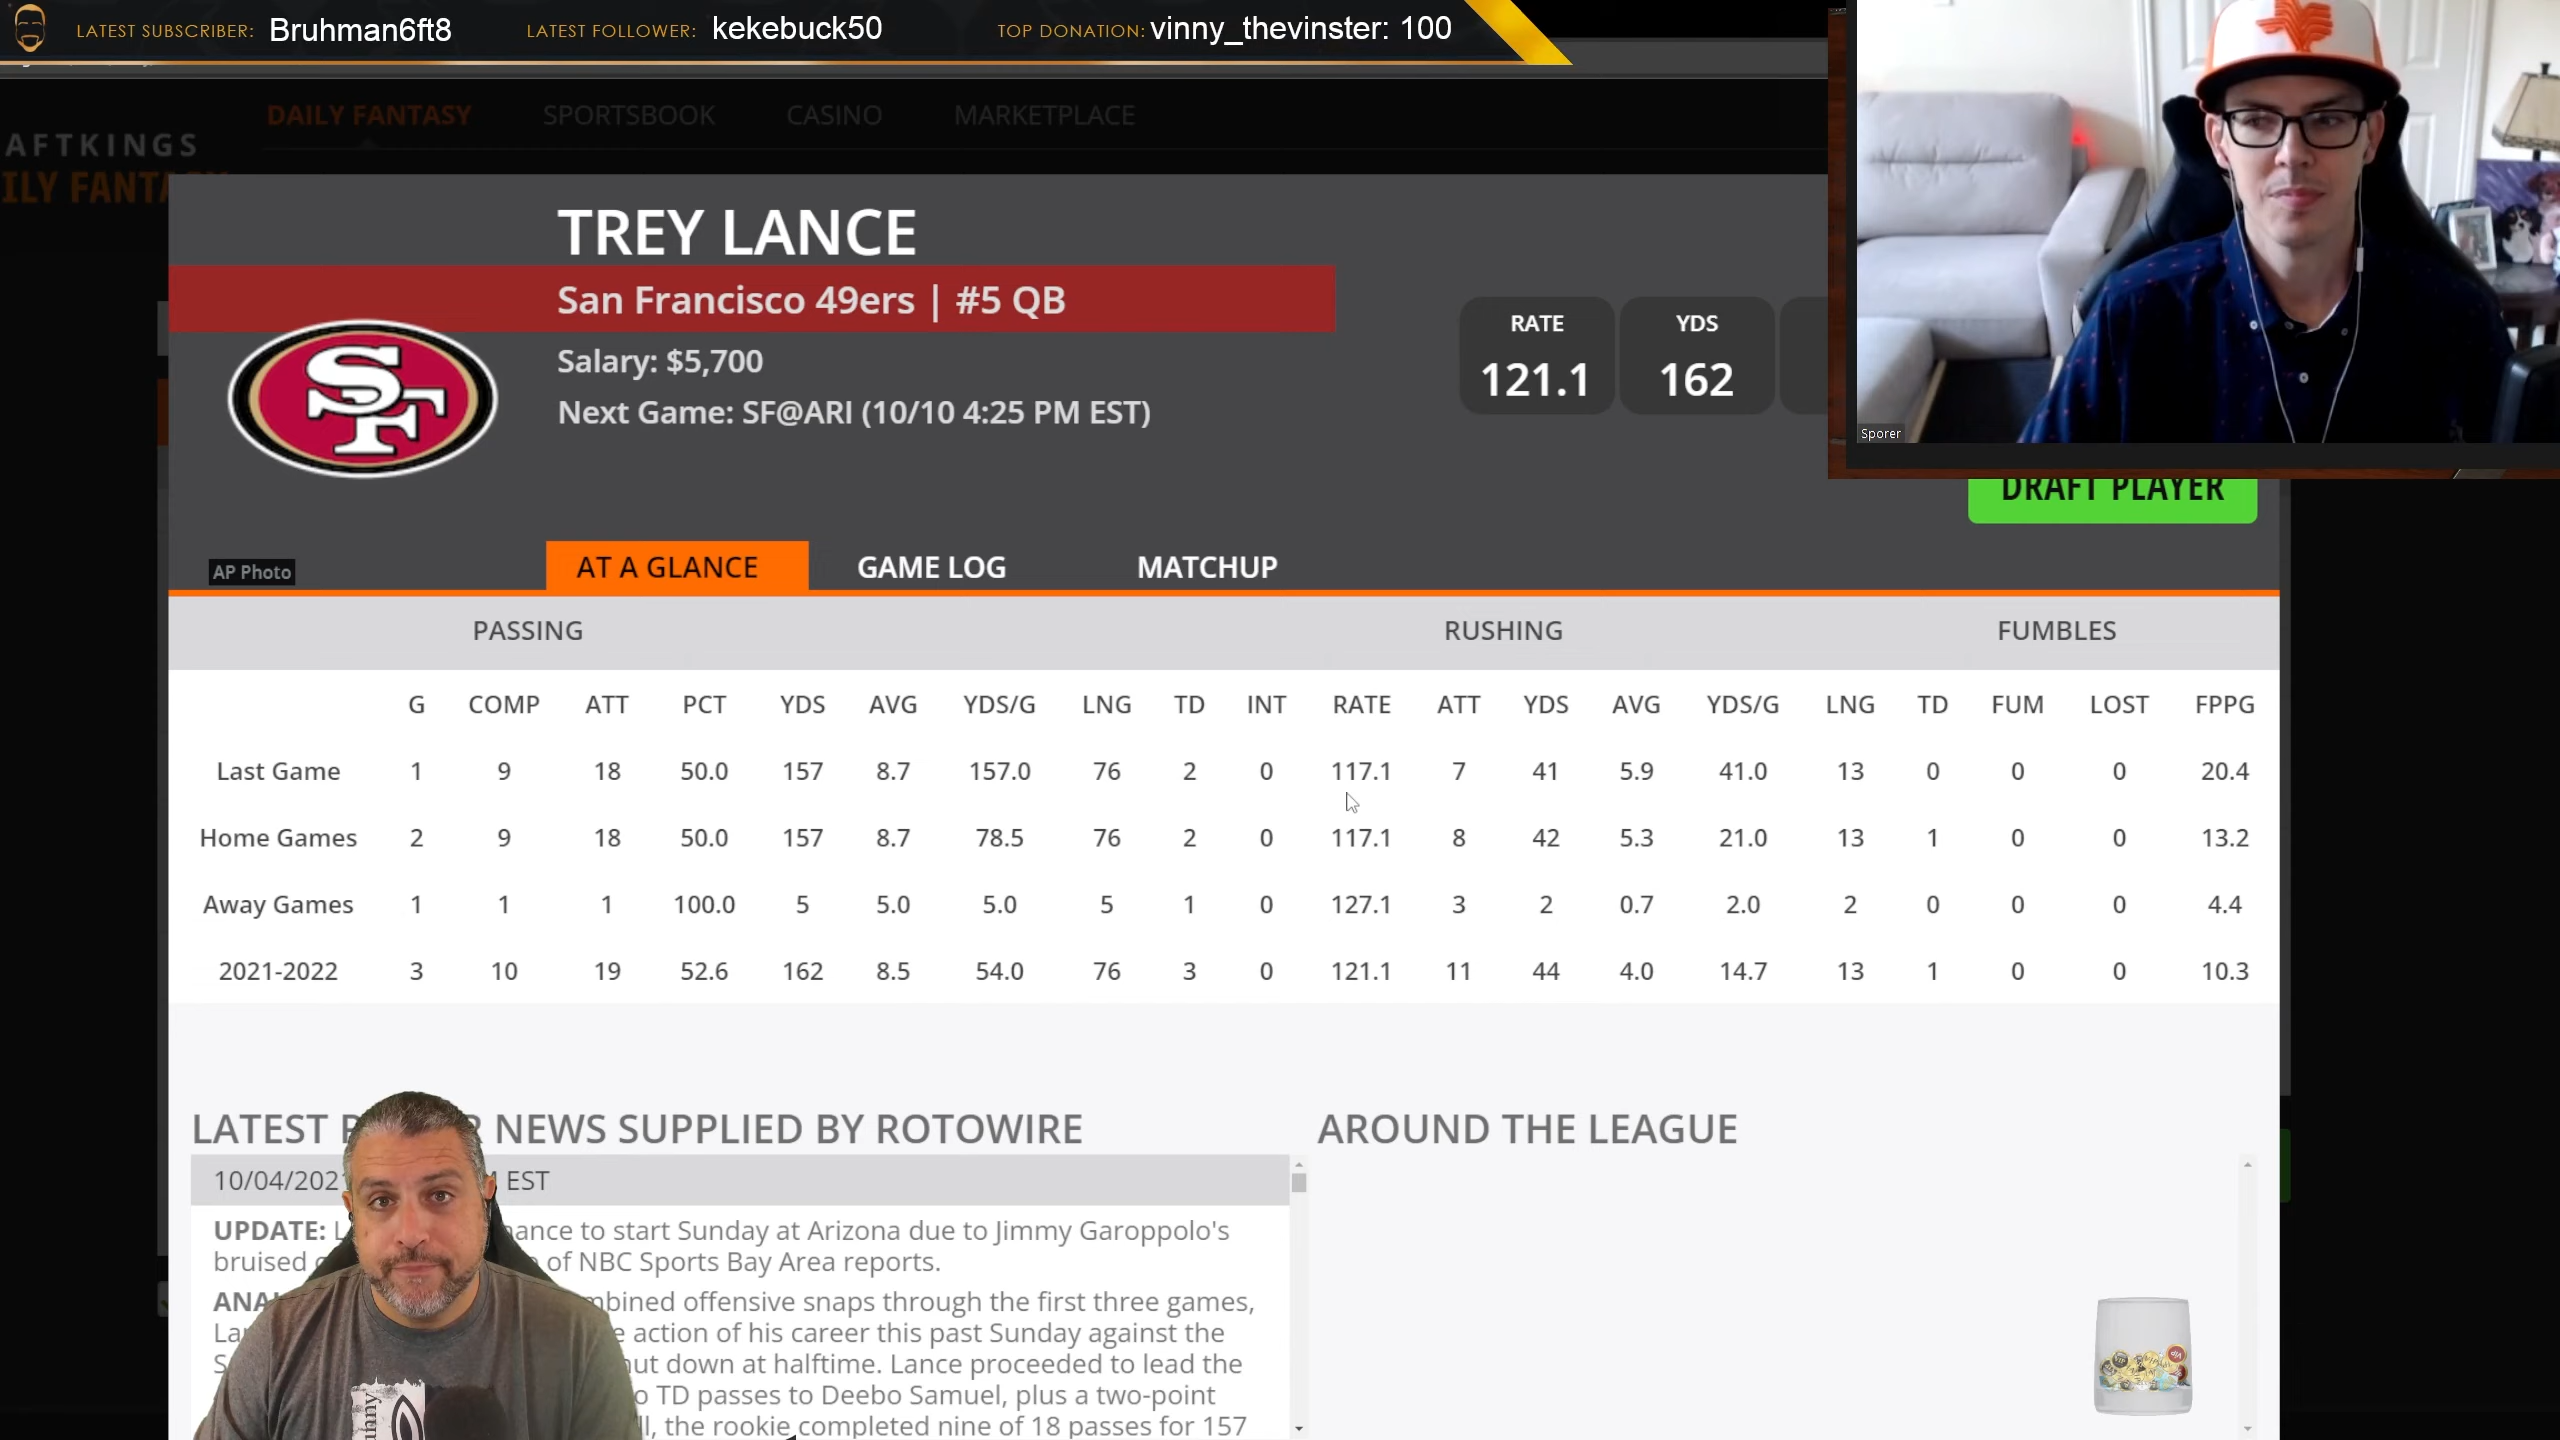 LATEST SUBSCRIBER: Bruhman6ft8 LATEST FOLLOWER: kekebuck50 TOP DONATION: vinny_thevinster: 100
DAILY FANTASY SPORTSBOOK CASINO MARKETPLACE
AFTKINGS
ILY FANTA
TREY LANCE
San Francisco 49ers | #5 QB
Salary: $5,700
Next Game: SF@ARI (10/10 4:25 PM EST)
SF
RATE YDS
121.1 162
Sporer
DRAFT PLAYER
AP Photo
AT A GLANCE GAME LOG MATCHUP
PASSING RUSHING FUMBLES
G COMP ATT PCT YDS AVG YDS/G LNG TD INT RATE ATT YDS AVG YDS/G LNG TD FUM LOST FPPG
Last Game 1 9 18 50.0 157 8.7 157.0 76 2 0 117.1 7 41 5.9 41.0 13 0 0 0 20.4
Home Games 2 9 18 50.0 157 8.7 78.5 76 2 0 117.1 8 42 5.3 21.0 13 1 0 0 13.2
Away Games 1 1 1 100.0 5 5.0 5.0 5 1 0 127.1 3 2 0.7 2.0 2 0 0 0 4.4
2021-2022 3 10 19 52.6 162 8.5 54.0 76 3 0 121.1 11 44 4.0 14.7 13 1 0 0 10.3
LATEST NEWS SUPPLIED BY ROTOWIRE
AROUND THE LEAGUE
10/04/2021 EST
UPDATE: to start Sunday at Arizona due to Jimmy Garoppolo's
bruised of NBC Sports Bay Area reports.
offensive snaps through the first three games,
action of his career this past Sunday against the
down at halftime. Lance proceeded to lead the
TD passes to Deebo Samuel, plus a two-point
the rookie completed nine of 18 passes for 157